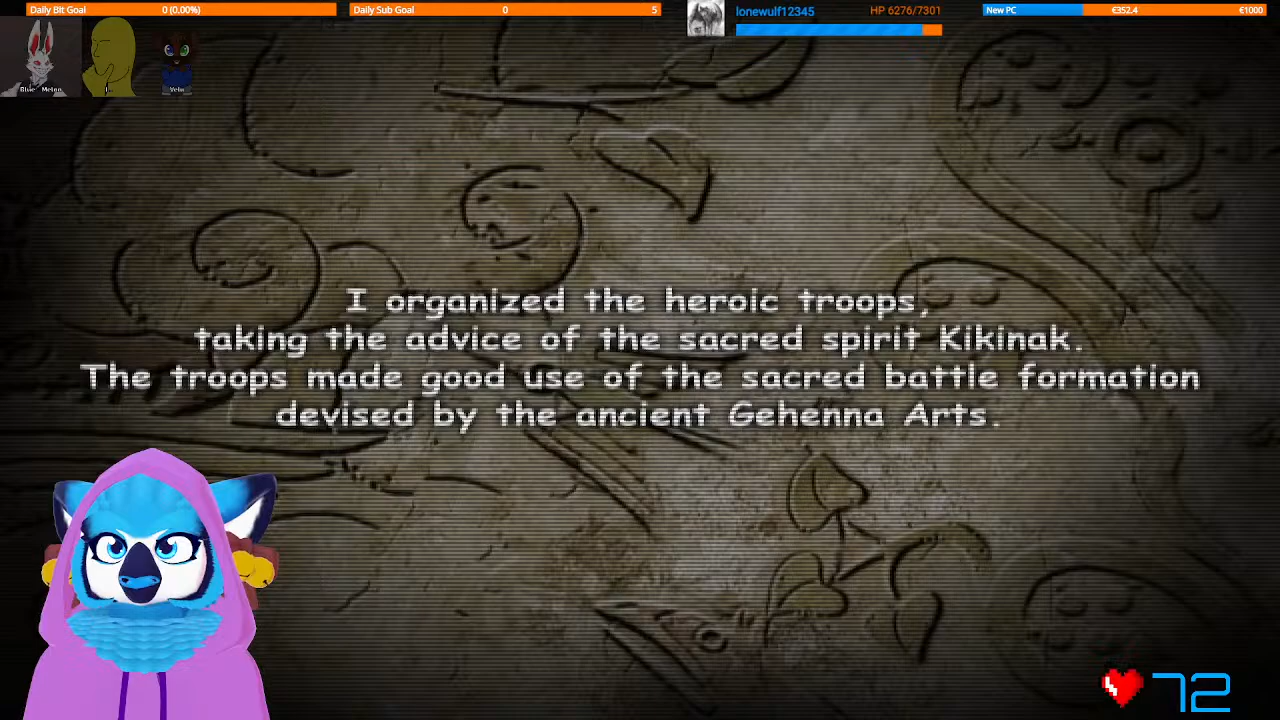 Daily Bit Goal 0 (0.00%) Daily Sub Goal 0 5 lonewulf12345 HP 6276/7301 New PC €352.4 €1000
I organized the heroic troops,
taking the advice of the sacred spirit Kikinak.
The troops made good use of the sacred battle formation
devised by the ancient Gehenna Arts.
72